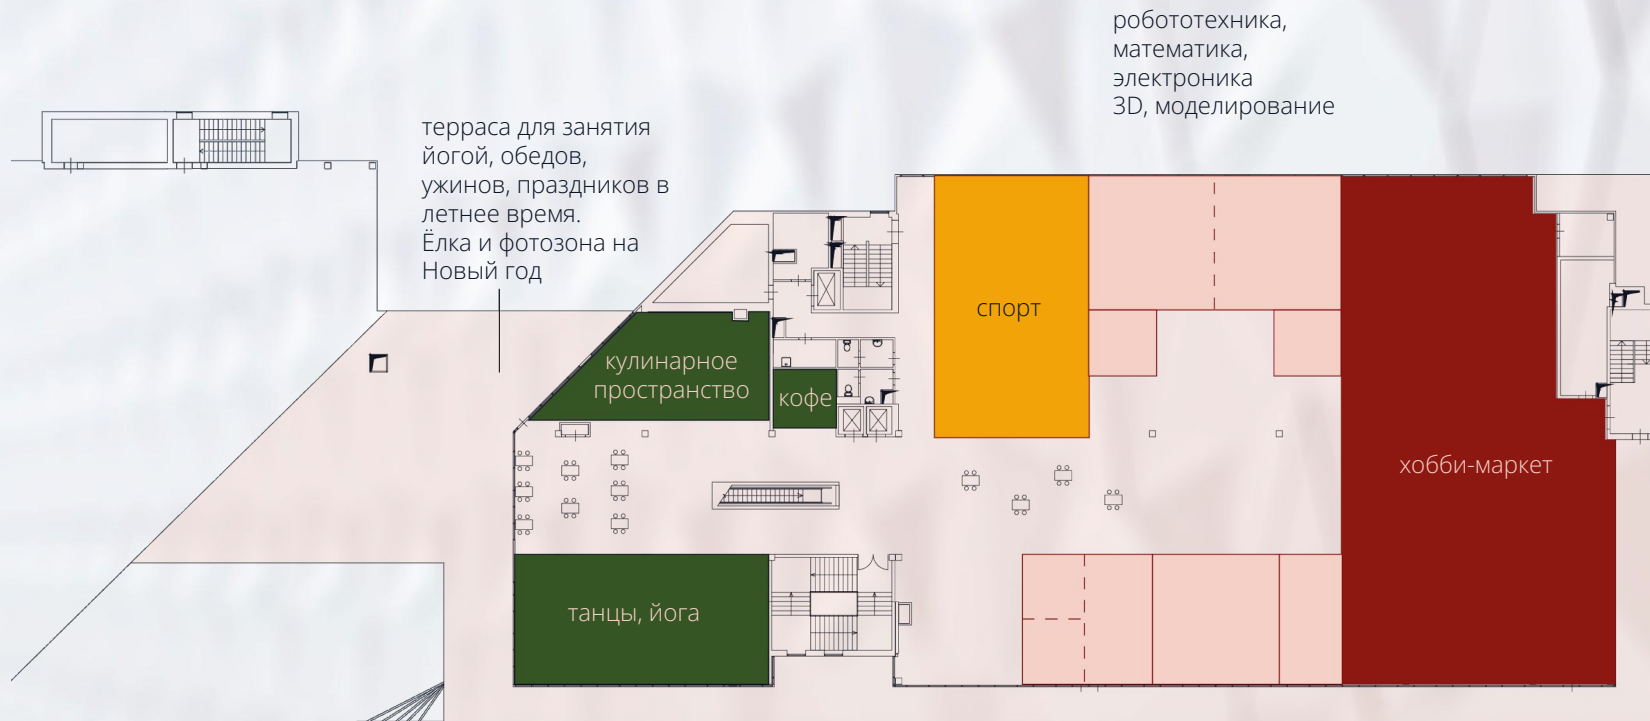 робототехника,
математика,
электроника
3D, моделирование
терраса для занятия
йогой, обедов,
ужинов, праздников в
летнее время.
Ёлка и фотозона на
Новый год
спорт
кулинарное
пространство
кофе
хобби-маркет
танцы, йога